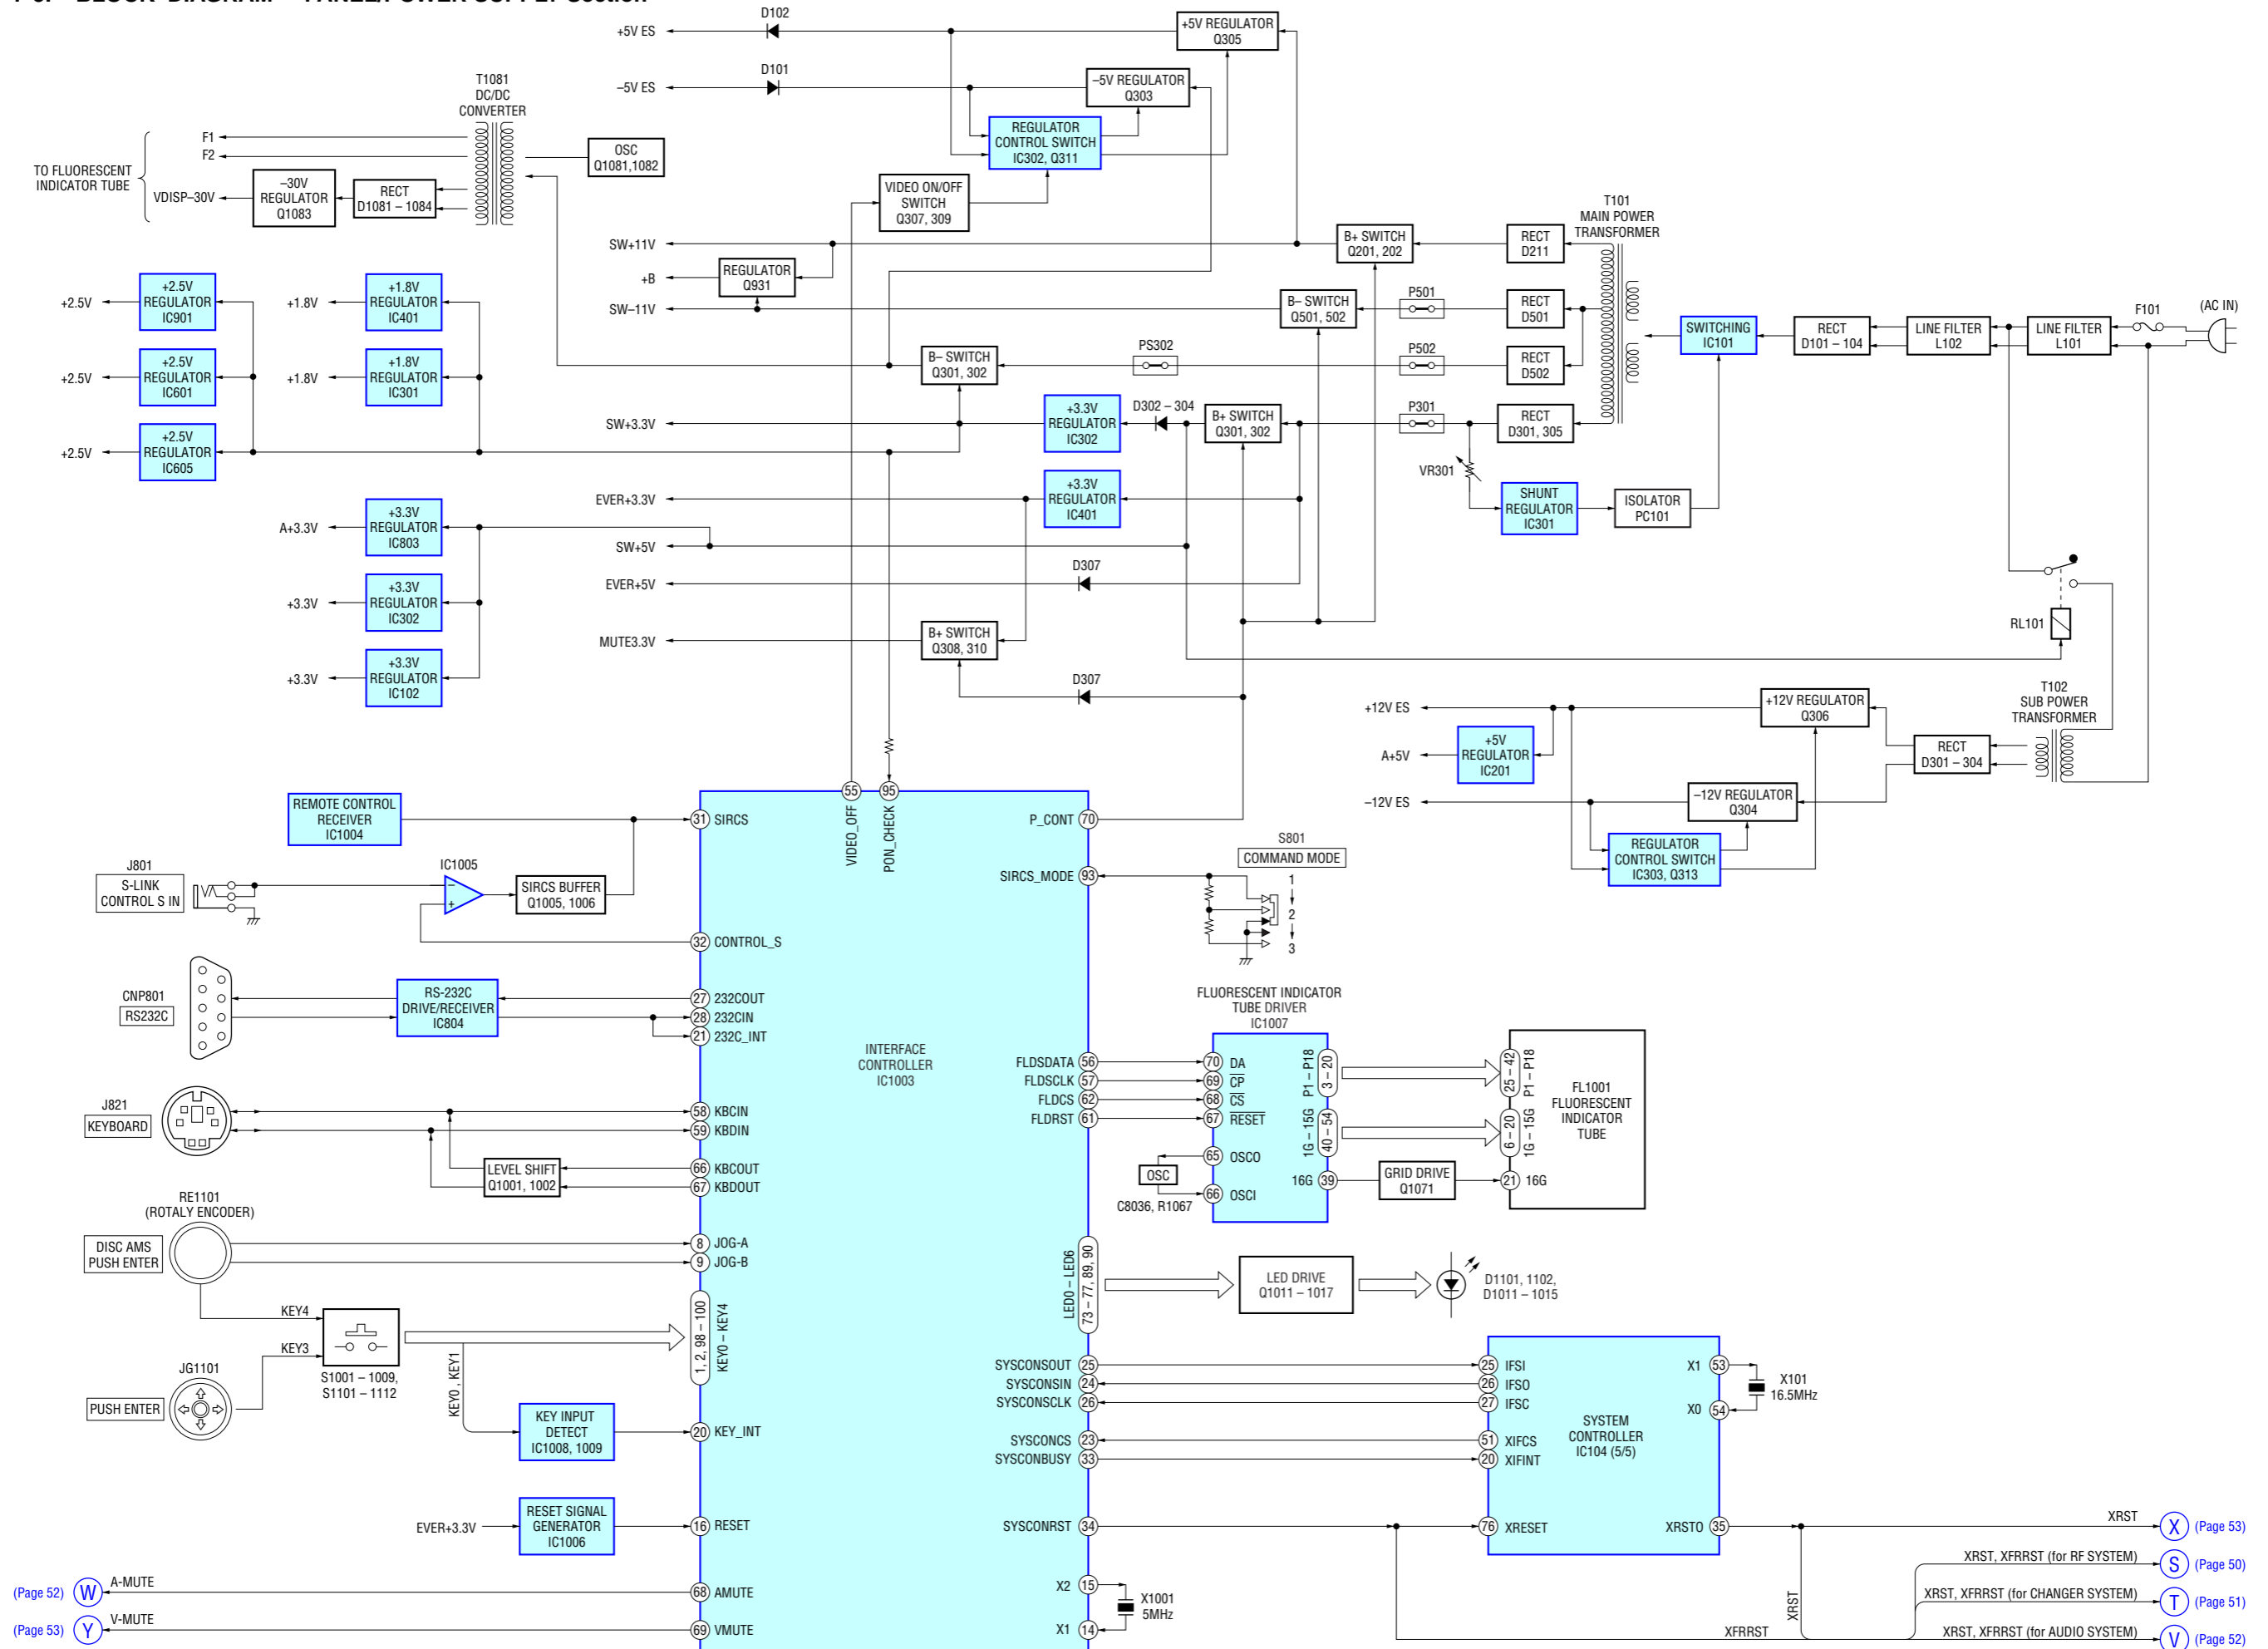 +5V ES
D102
+5V REGULATOR
Q305
–5V ES
D101
–5V REGULATOR
Q303
T1081
DC/DC
CONVERTER
F1
F2
TO FLUORESCENT
INDICATOR TUBE
VDISP–30V
–30V
REGULATOR
Q1083
RECT
D1081 – 1084
OSC
Q1081,1082
REGULATOR
CONTROL SWITCH
IC302, Q311
VIDEO ON/OFF
SWITCH
Q307, 309
T101
MAIN POWER
TRANSFORMER
SW+11V
B+ SWITCH
Q201, 202
RECT
D211
+B
REGULATOR
Q931
SW–11V
B– SWITCH
Q501, 502
P501
RECT
D501
SWITCHING
IC101
RECT
D101 – 104
LINE FILTER
L102
LINE FILTER
L101
F101
(AC IN)
+2.5V
+2.5V
REGULATOR
IC901
+1.8V
+1.8V
REGULATOR
IC401
+2.5V
+2.5V
REGULATOR
IC601
+1.8V
+1.8V
REGULATOR
IC301
+2.5V
+2.5V
REGULATOR
IC605
B– SWITCH
Q301, 302
PS302
P502
RECT
D502
SW+3.3V
+3.3V
REGULATOR
IC302
D302 – 304
B+ SWITCH
Q301, 302
P301
RECT
D301, 305
VR301
SHUNT
REGULATOR
IC301
ISOLATOR
PC101
EVER+3.3V
+3.3V
REGULATOR
IC401
A+3.3V
+3.3V
REGULATOR
IC803
SW+5V
EVER+5V
D307
+3.3V
+3.3V
REGULATOR
IC302
MUTE3.3V
B+ SWITCH
Q308, 310
D307
+3.3V
+3.3V
REGULATOR
IC102
RL101
T102
SUB POWER
TRANSFORMER
+12V ES
+12V REGULATOR
Q306
A+5V
+5V
REGULATOR
IC201
RECT
D301 – 304
–12V ES
–12V REGULATOR
Q304
REGULATOR
CONTROL SWITCH
IC303, Q313
REMOTE CONTROL
RECEIVER
IC1004
31 SIRCS
55 VIDEO_OFF
95 PON_CHECK
P_CONT 70
J801
S-LINK
CONTROL S IN
IC1005
SIRCS BUFFER
Q1005, 1006
32 CONTROL_S
SIRCS_MODE 93
S801
COMMAND MODE
1
2
3
CNP801
RS232C
RS-232C
DRIVE/RECEIVER
IC804
27 232COUT
28 232CIN
21 232C_INT
INTERFACE
CONTROLLER
IC1003
FLUORESCENT INDICATOR
TUBE DRIVER
IC1007
FLDSDATA 56
FLDSCLK 57
FLDCS 62
FLDRST 61
70 DA
69 CP
68 CS
67 RESET
65 OSCO
66 OSCI
OSC
C8036, R1067
P1 – P18
3 – 20
1G – 15G
40 – 54
16G 39
GRID DRIVE
Q1071
25 – 42
P1 – P18
6 – 20
1G – 15G
21 16G
FL1001
FLUORESCENT
INDICATOR
TUBE
J821
KEYBOARD
58 KBCIN
59 KBDIN
LEVEL SHIFT
Q1001, 1002
66 KBCOUT
67 KBDOUT
RE1101
(ROTALY ENCODER)
DISC AMS
PUSH ENTER
8 JOG-A
9 JOG-B
KEY4
KEY3
S1001 – 1009,
S1101 – 1112
JG1101
PUSH ENTER
1, 2, 98 – 100
KEY0 – KEY4
KEY0 , KEY1
KEY INPUT
DETECT
IC1008, 1009
20 KEY_INT
LED0 – LED6
73 – 77, 89, 90
LED DRIVE
Q1011 – 1017
D1101, 1102,
D1011 – 1015
SYSCONSOUT 25
SYSCONSIN 24
SYSCONSCLK 26
SYSCONCS 23
SYSCONBUSY 33
25 IFSI
26 IFSO
27 IFSC
51 XIFCS
20 XIFINT
SYSTEM
CONTROLLER
IC104 (5/5)
X1 53
X0 54
X101
16.5MHz
EVER+3.3V
RESET SIGNAL
GENERATOR
IC1006
16 RESET
SYSCONRST 34
76 XRESET
XRSTO 35
XRST
X (Page 53)
XRST, XFRRST (for RF SYSTEM)
S (Page 50)
XRST, XFRRST (for CHANGER SYSTEM)
T (Page 51)
XRST
XFRRST
XRST, XFRRST (for AUDIO SYSTEM)
V (Page 52)
(Page 52) W A-MUTE
68 AMUTE
(Page 53) Y V-MUTE
69 VMUTE
X2 15
X1 14
X1001
5MHz